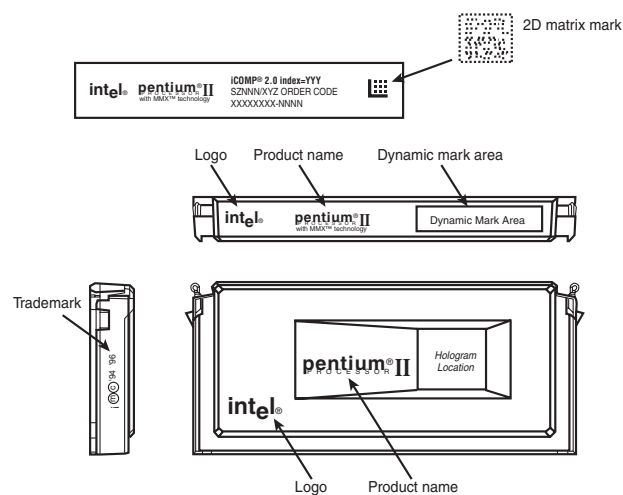 2D matrix mark
intel® pentium® II
PROCESSOR
with MMX™ technology
iCOMP® 2.0 index=YYY
SZNNN/XYZ ORDER CODE
XXXXXXXX-NNNN
Logo Product name Dynamic mark area
intel® pentium® II
PROCESSOR
with MMX™ technology
Dynamic Mark Area
Trademark
i Ⓜ Ⓒ '94 '96
pentium® II
PROCESSOR
Hologram
Location
intel®
Logo Product name